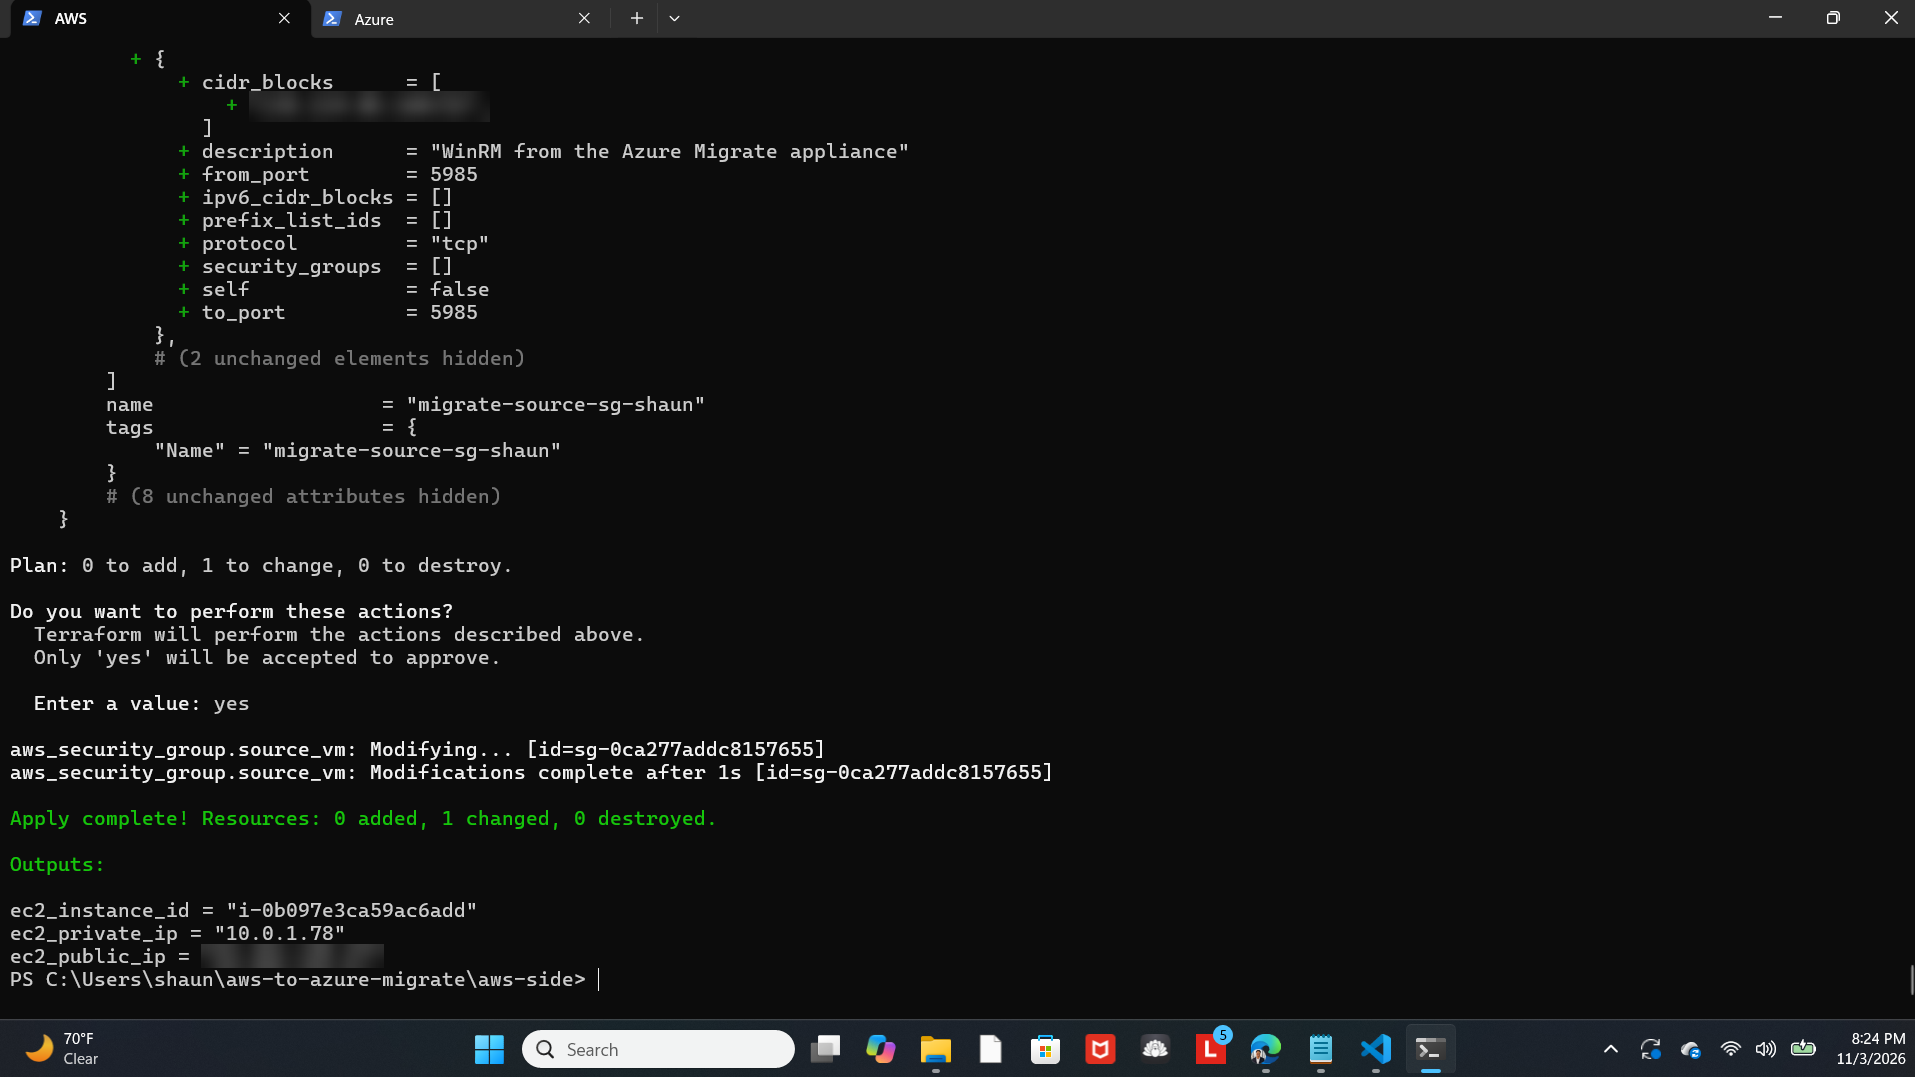 AWS
Azure
+ {
+ cidr_blocks = [
+
]
+ description = "WinRM from the Azure Migrate appliance"
+ from_port = 5985
+ ipv6_cidr_blocks = []
+ prefix_list_ids = []
+ protocol = "tcp"
+ security_groups = []
+ self = false
+ to_port = 5985
},
# (2 unchanged elements hidden)
]
name = "migrate-source-sg-shaun"
tags = {
"Name" = "migrate-source-sg-shaun"
}
# (8 unchanged attributes hidden)
}
Plan: 0 to add, 1 to change, 0 to destroy.
Do you want to perform these actions?
Terraform will perform the actions described above.
Only 'yes' will be accepted to approve.
Enter a value: yes
aws_security_group.source_vm: Modifying... [id=sg-0ca277addc8157655]
aws_security_group.source_vm: Modifications complete after 1s [id=sg-0ca277addc8157655]
Apply complete! Resources: 0 added, 1 changed, 0 destroyed.
Outputs:
ec2_instance_id = "i-0b097e3ca59ac6add"
ec2_private_ip = "10.0.1.78"
ec2_public_ip =
PS C:\Users\shaun\aws-to-azure-migrate\aws-side>
70°F
Clear
Search
L
5
8:24 PM
11/3/2026